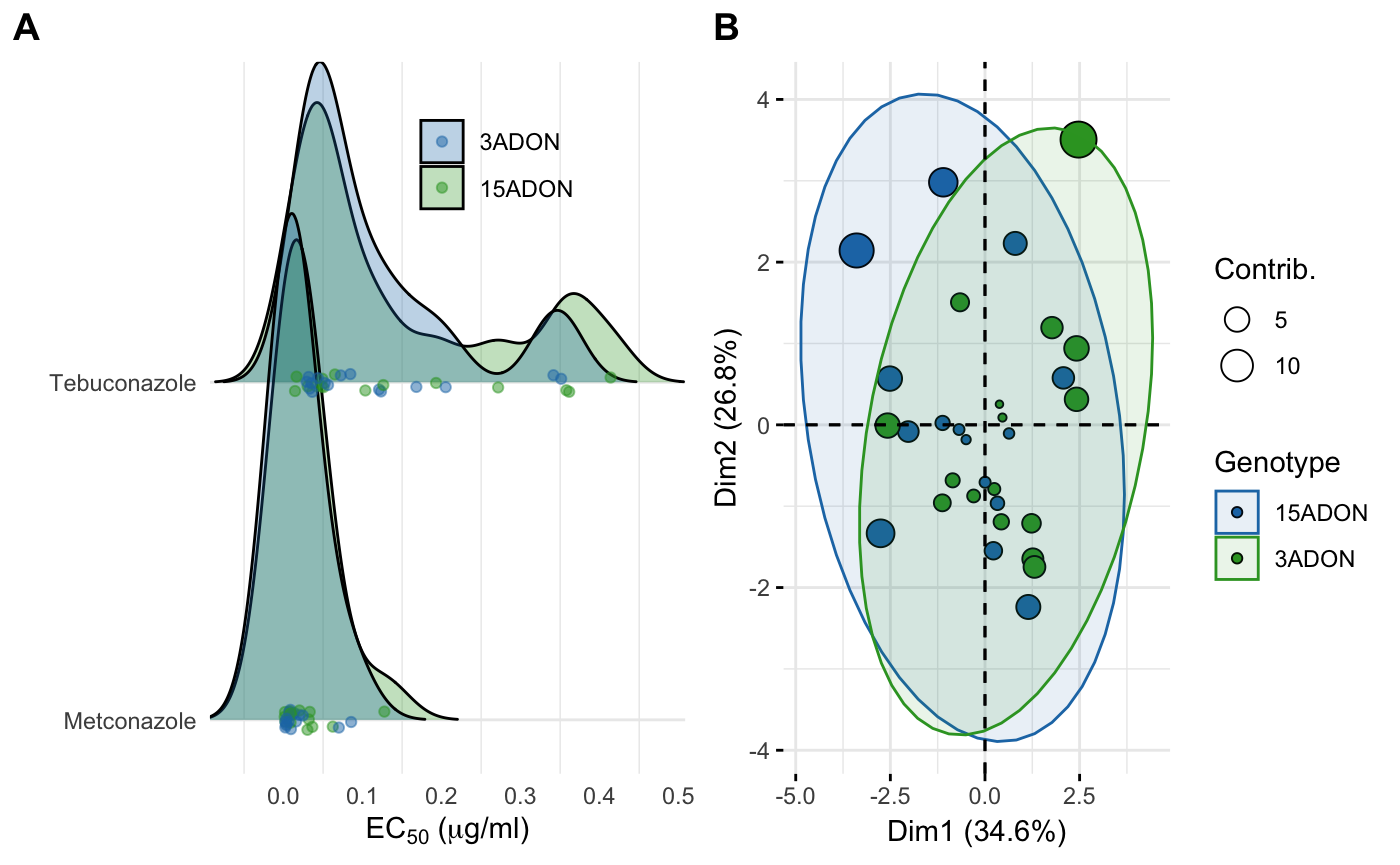 A
3ADON
15ADON
Tebuconazole
Metconazole
0.0 0.1 0.2 0.3 0.4 0.5
EC50 (μg/ml)
B
4
2
0
-2
-4
Dim2 (26.8%)
-5.0 -2.5 0.0 2.5
Dim1 (34.6%)
Contrib.
5
10
Genotype
15ADON
3ADON